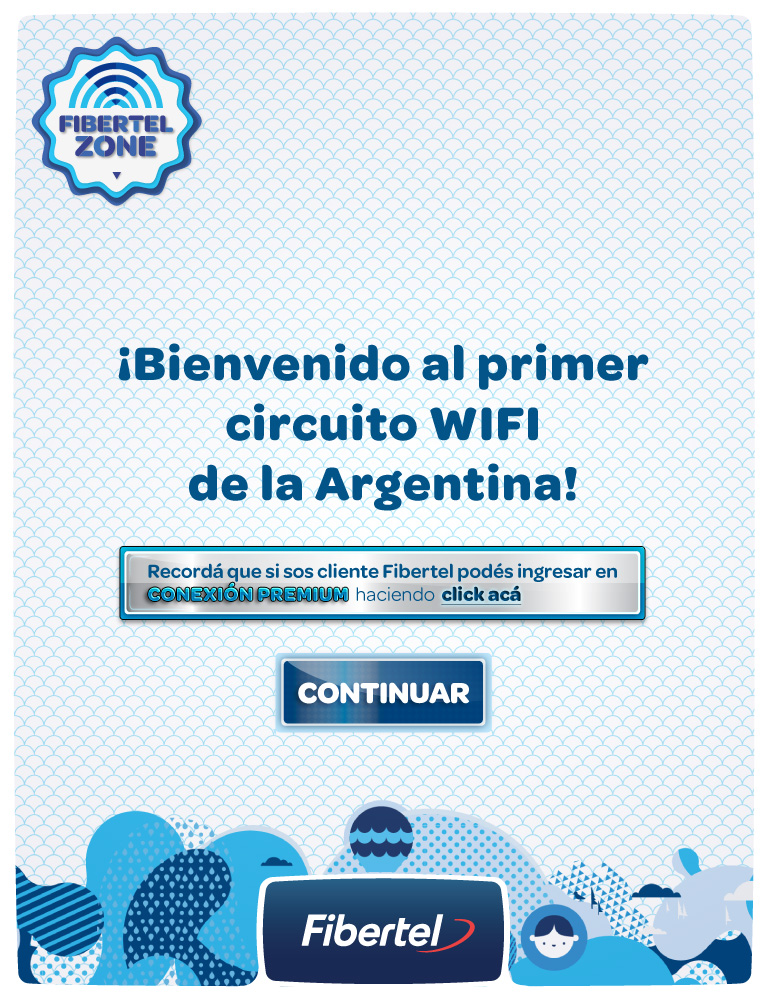 FIBERTEL
ZONE
¡Bienvenido al primer
circuito WIFI
de la Argentina!
Recordá que si sos cliente Fibertel podés ingresar en
CONEXIÓN PREMIUM haciendo click acá
CONTINUAR
Fibertel